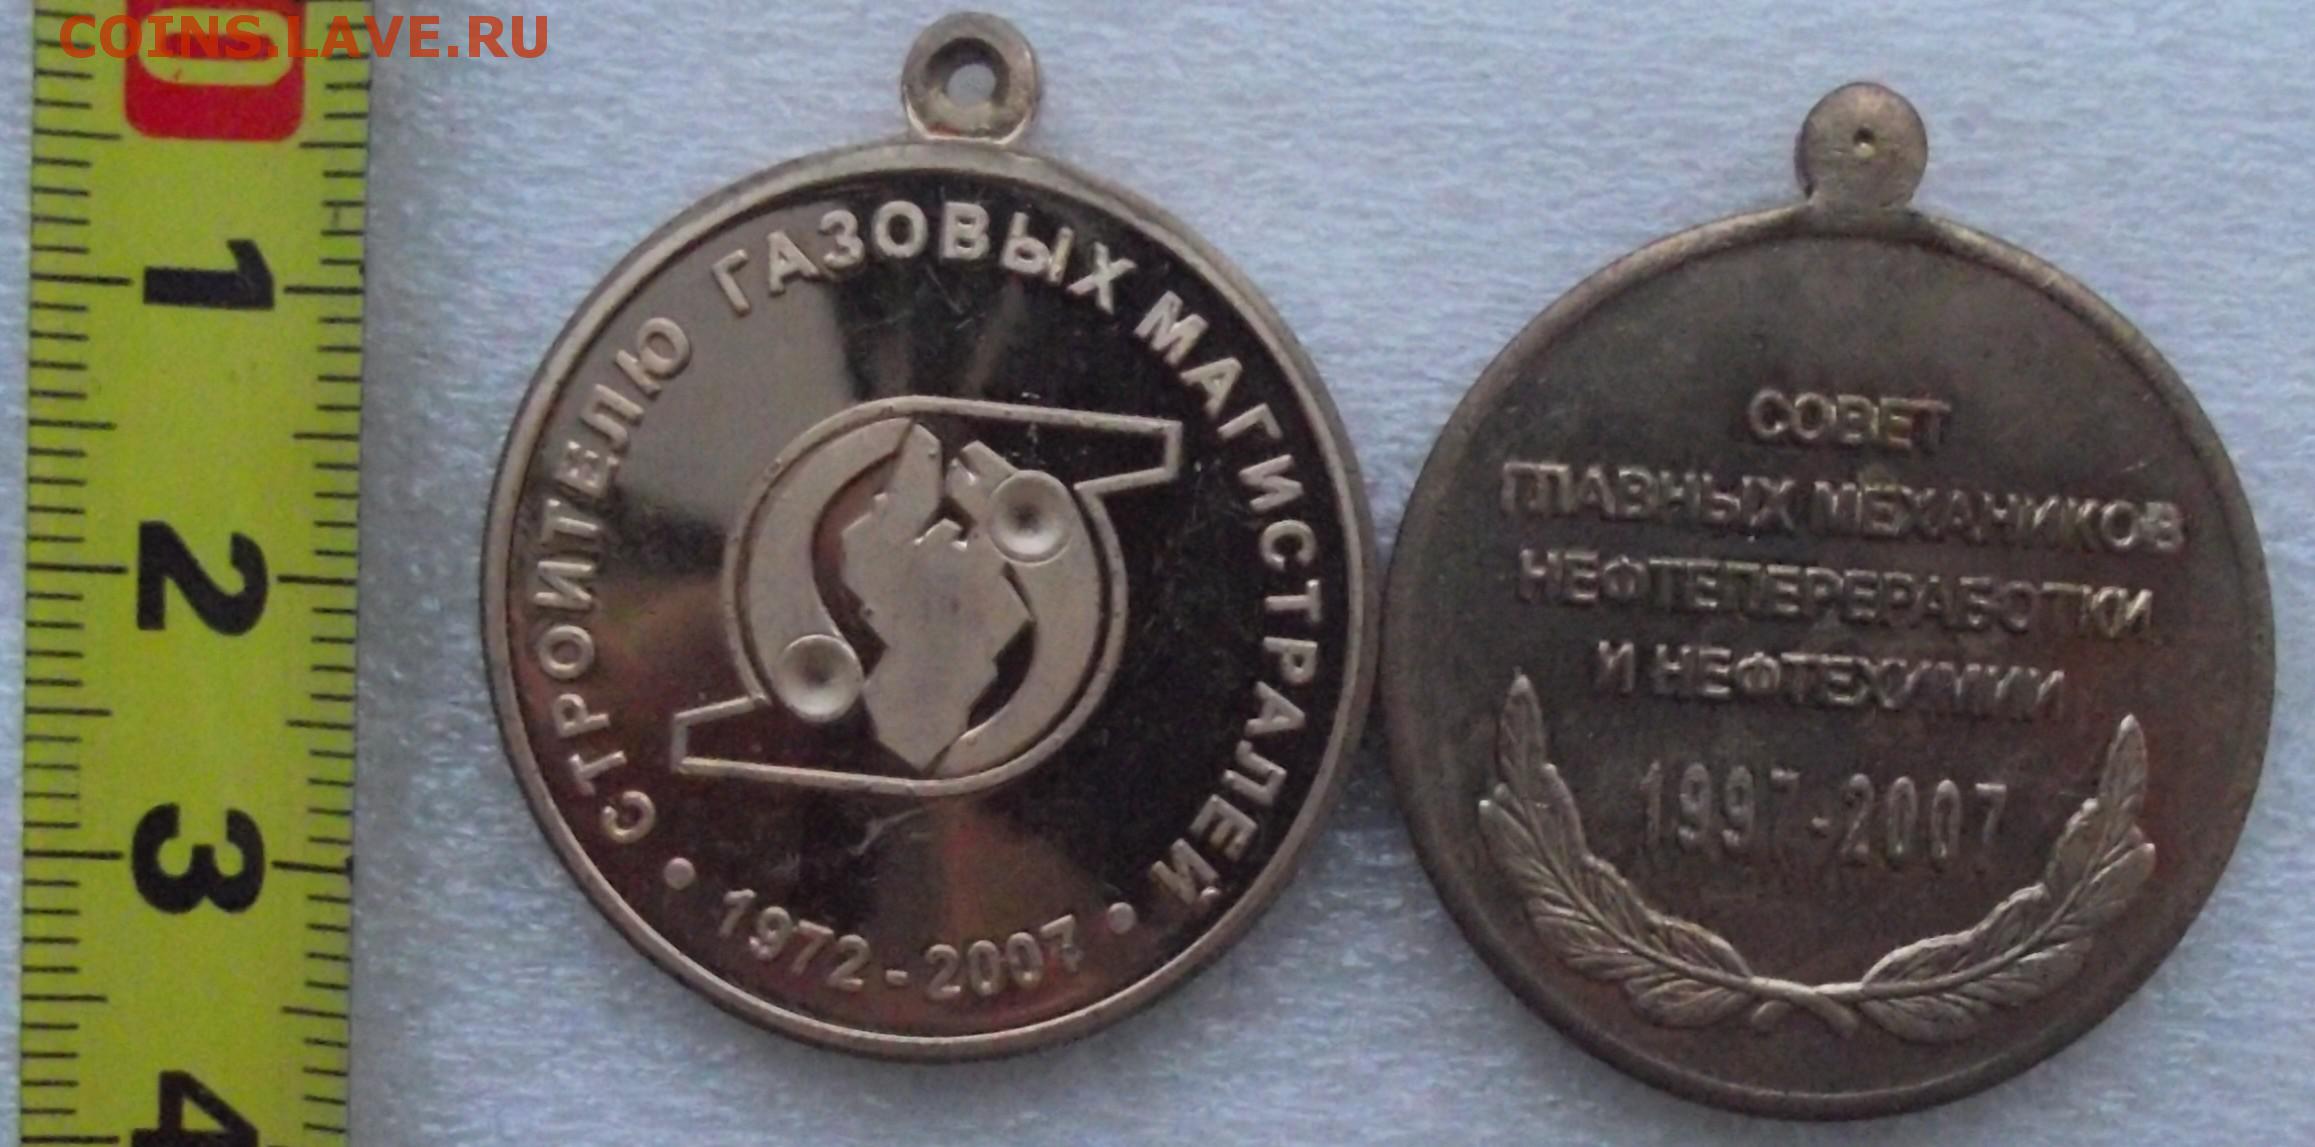 COINS.LAVE.RU
0
1
2
3
4
СТРОИТЕЛЮ ГАЗОВЫХ МАГИСТРАЛЕЙ
• 1972 - 2007 •
СОВЕТ
ГЛАВНЫХ МЕХАНИКОВ
НЕФТЕПЕРЕРАБОТКИ
И НЕФТЕХИМИИ
1997-2007